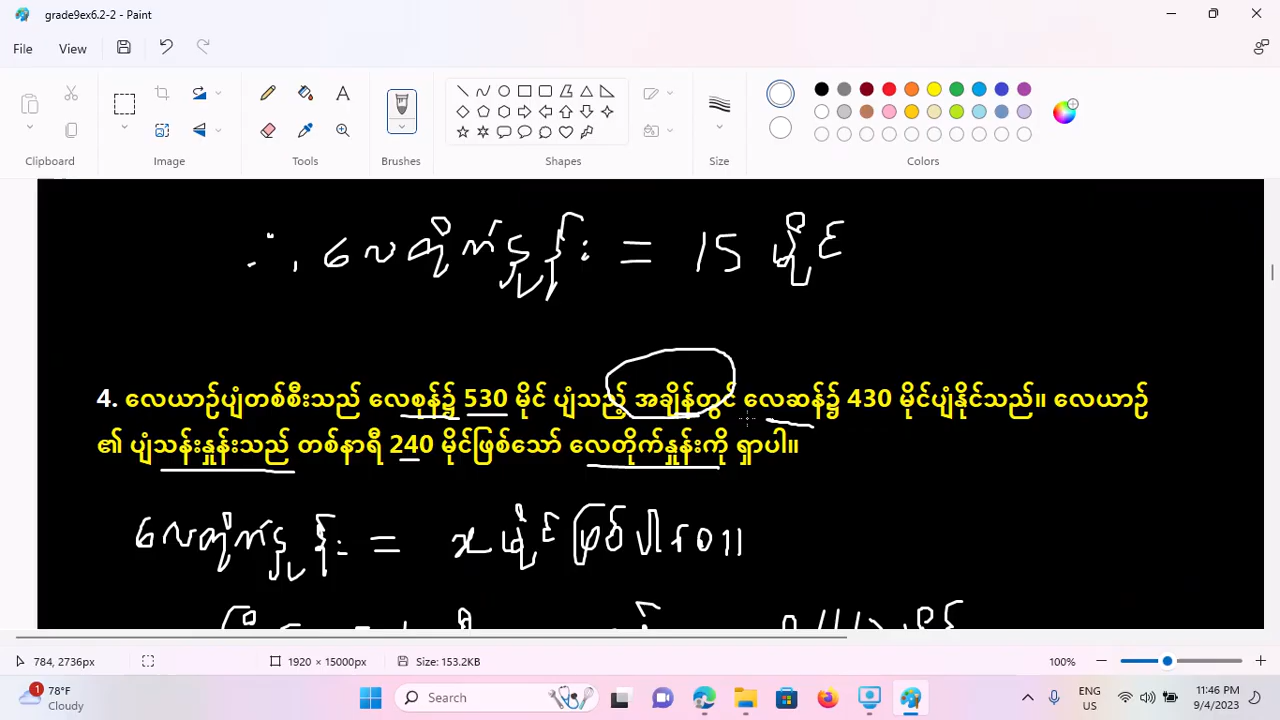 grade9ex6.2-2 - Paint
File View
Clipboard Image Tools Brushes Shapes Size Colors
∴ လေတိုက်နှုန်း = 15 မိုင်
4. လေယာဉ်ပျံတစ်စီးသည် လေစုန်၌ 530 မိုင် ပျံသည့် အချိန်တွင် လေဆန်၌ 430 မိုင်ပျံနိုင်သည်။ လေယာဉ်
၏ ပျံသန်းနှုန်းသည် တစ်နာရီ 240 မိုင်ဖြစ်သော် လေတိုက်နှုန်းကို ရှာပါ။
လေတိုက်နှုန်း = x မိုင် ဖြစ်ပါစေ။
784, 2736px 1920 × 15000px Size: 153.2KB 100%
78°F
Cloudy
Search
ENG
US
11:46 PM
9/4/2023